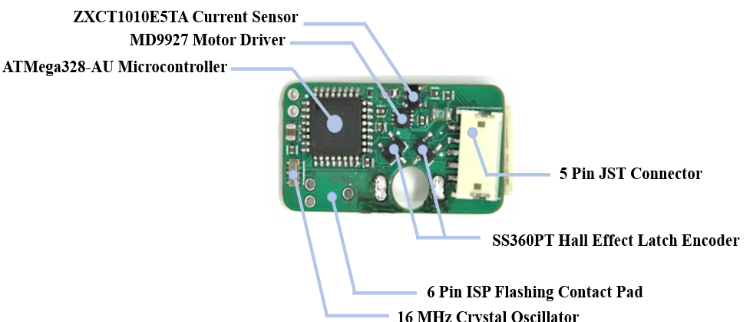 ZXCT1010E5TA Current Sensor
MD9927 Motor Driver
ATMega328-AU Microcontroller
5 Pin JST Connector
SS360PT Hall Effect Latch Encoder
6 Pin ISP Flashing Contact Pad
16 MHz Crystal Oscillator